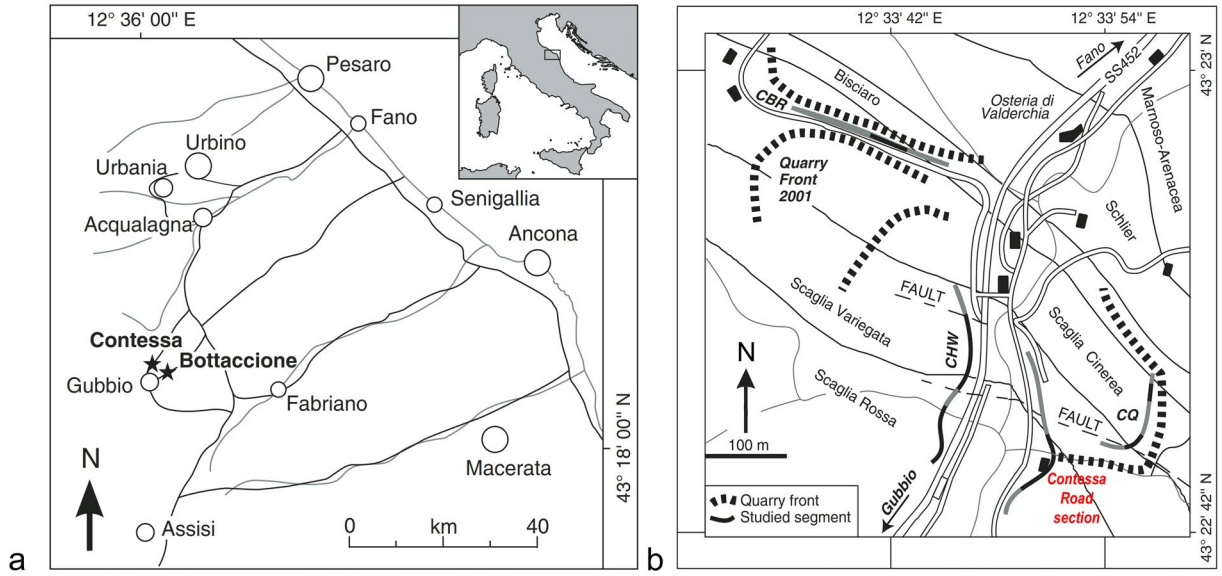 12° 36' 00'' E
Pesaro
Fano
Urbino
Urbania
Senigallia
Acqualagna
Ancona
Contessa
Bottaccione
Gubbio
Fabriano
N
Macerata
43° 18' 00'' N
Assisi
0 km 40
a
12° 33' 42'' E
12° 33' 54'' E
43° 23' N
Fano
SS452
Bisciaro
CBR
Osteria di
Valderchia
Marnoso-Arenacea
Quarry
Front
2001
Schlier
FAULT
Scaglia Variegata
Scaglia Cinerea
CHW
N
Scaglia Rossa
CQ
FAULT
100 m
Contessa
Road
section
Gubbio
Quarry front
Studied segment
43° 22' 42'' N
b